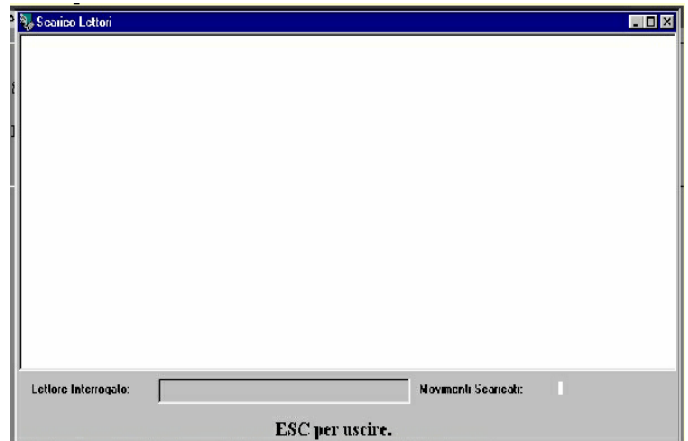 Scarico Lettori
Lettore Interrogato: Movimenti Scaricati:
ESC per uscire.